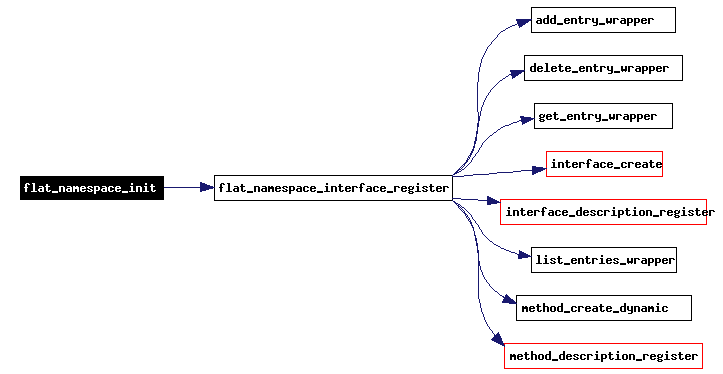 flat_namespace_init
flat_namespace_interface_register
add_entry_wrapper
delete_entry_wrapper
get_entry_wrapper
interface_create
interface_description_register
list_entries_wrapper
method_create_dynamic
method_description_register